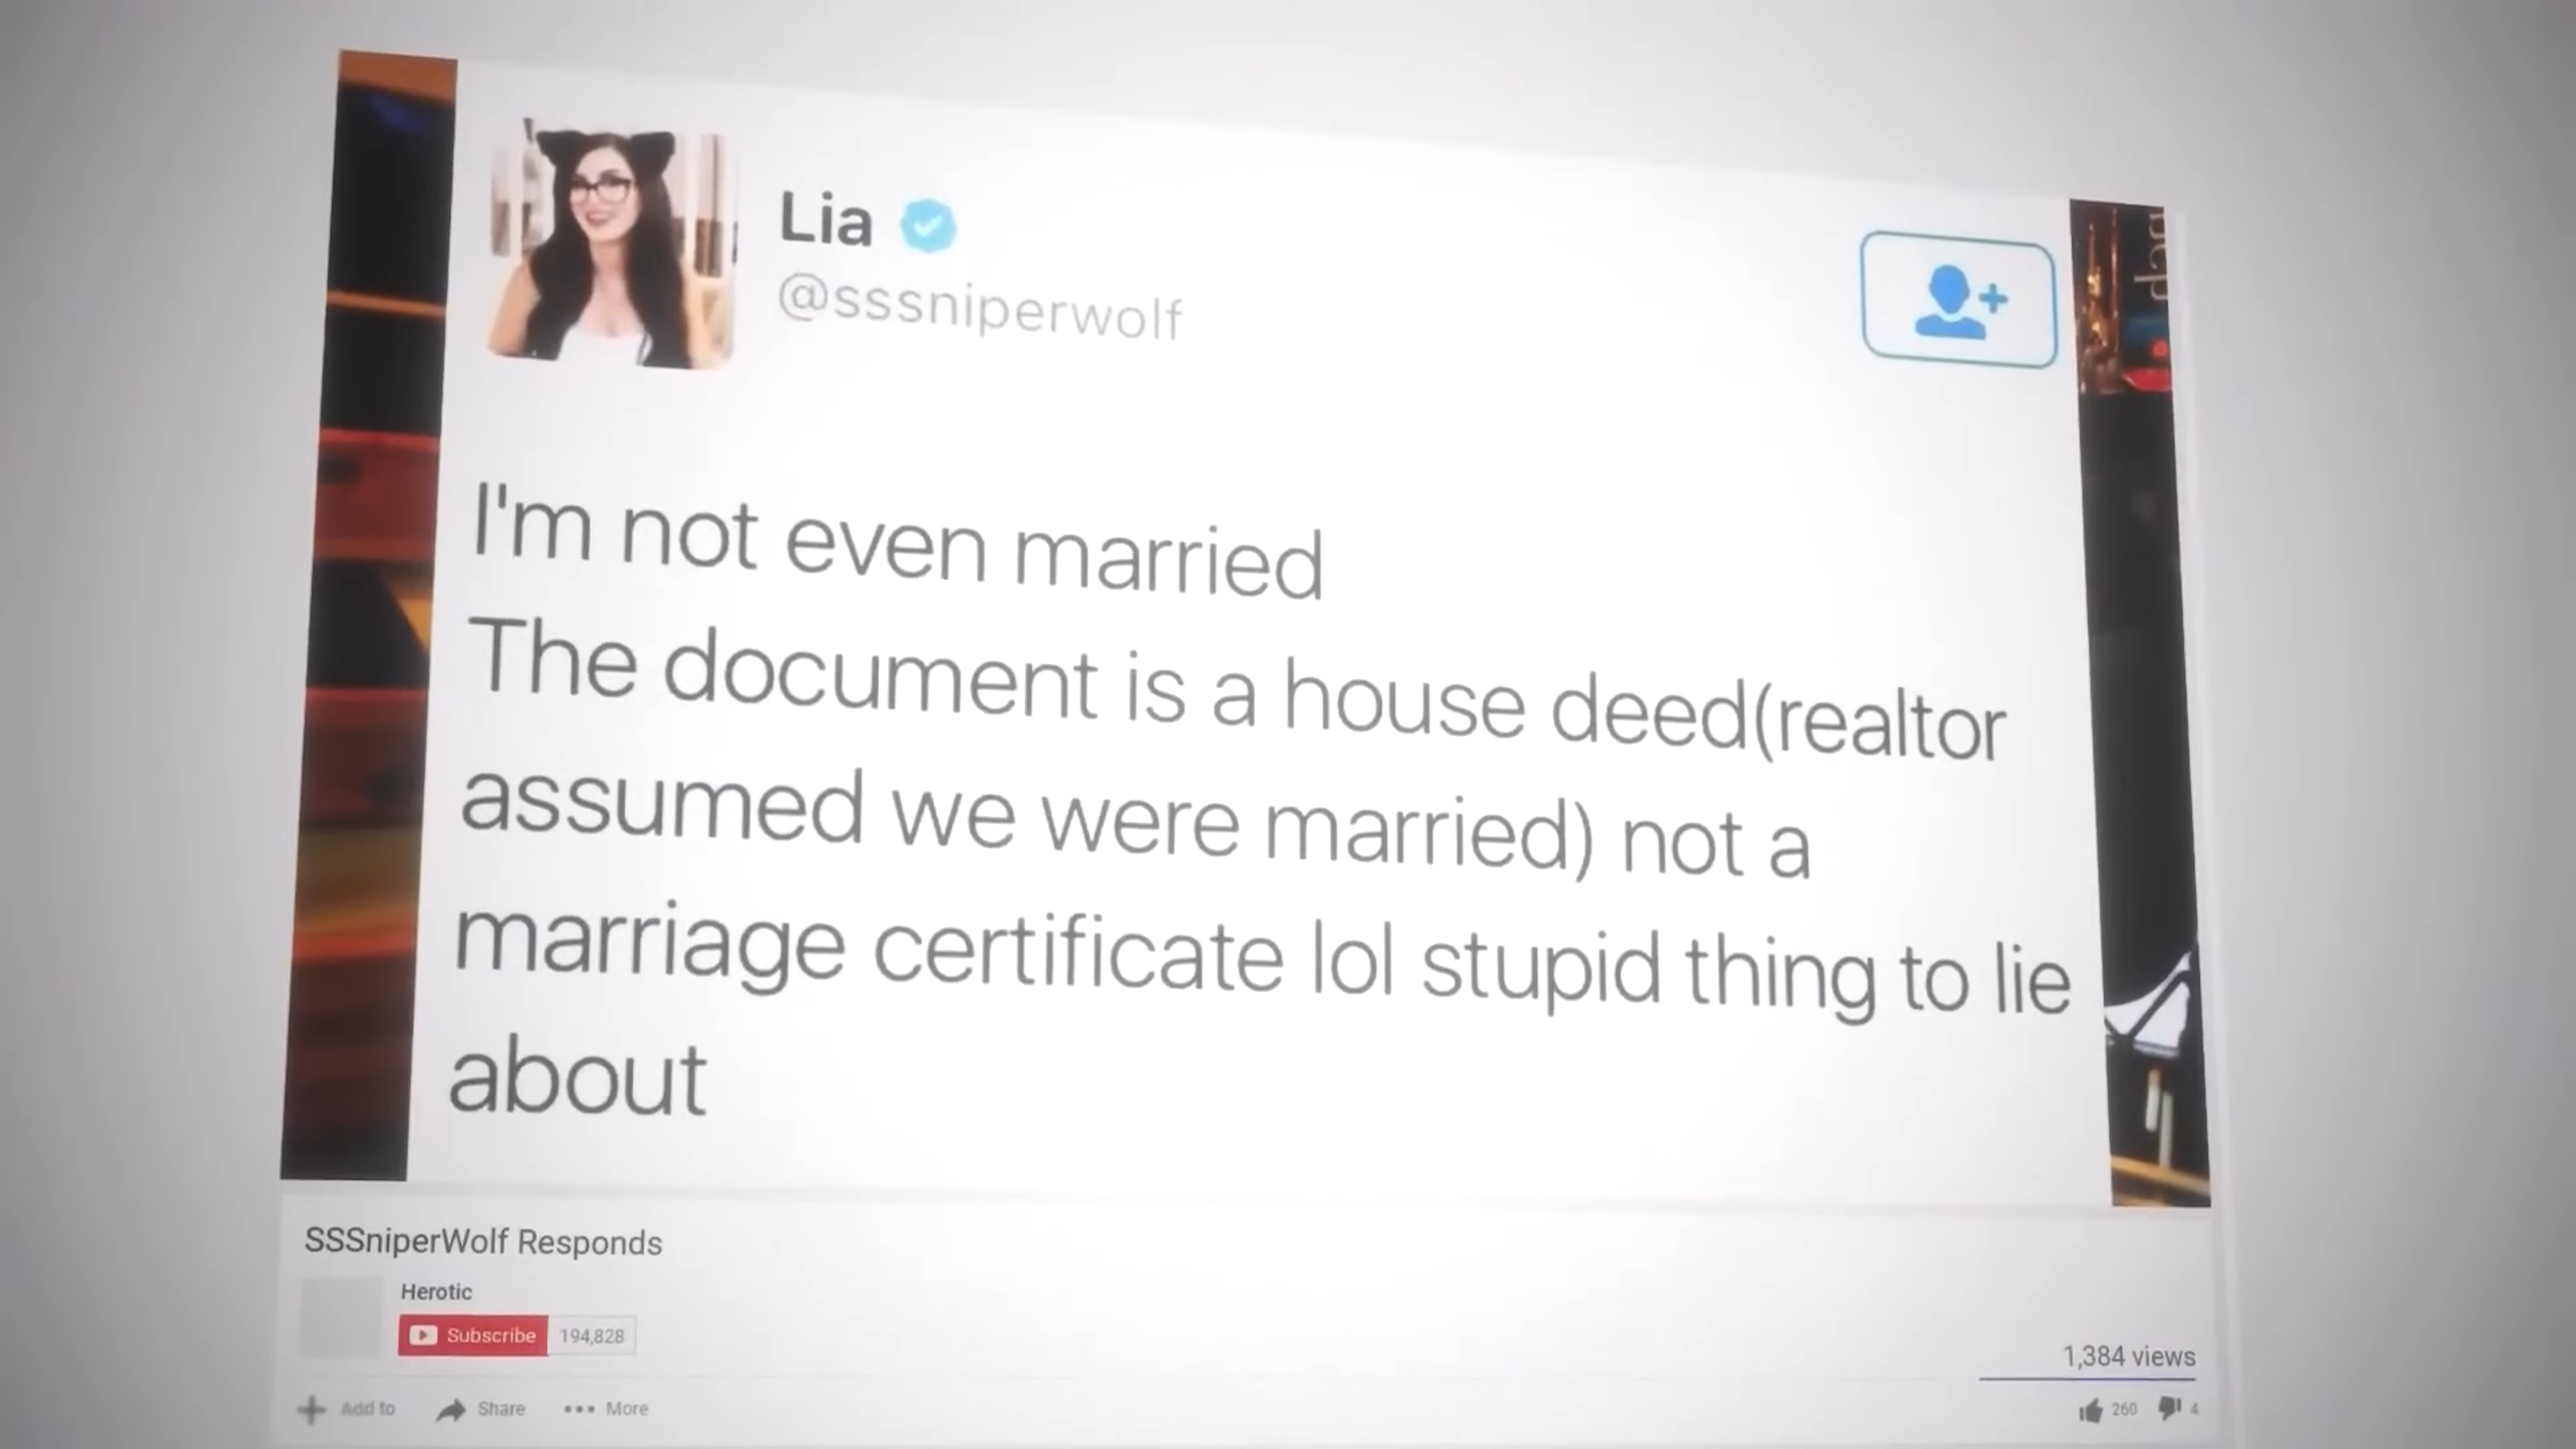 Lia
@sssniperwolf
I'm not even married
The document is a house deed(realtor
assumed we were married) not a
marriage certificate lol stupid thing to lie
about
SSSniperWolf Responds
Herotic
Subscribe 194,828
1,384 views
Add to Share More
260 4